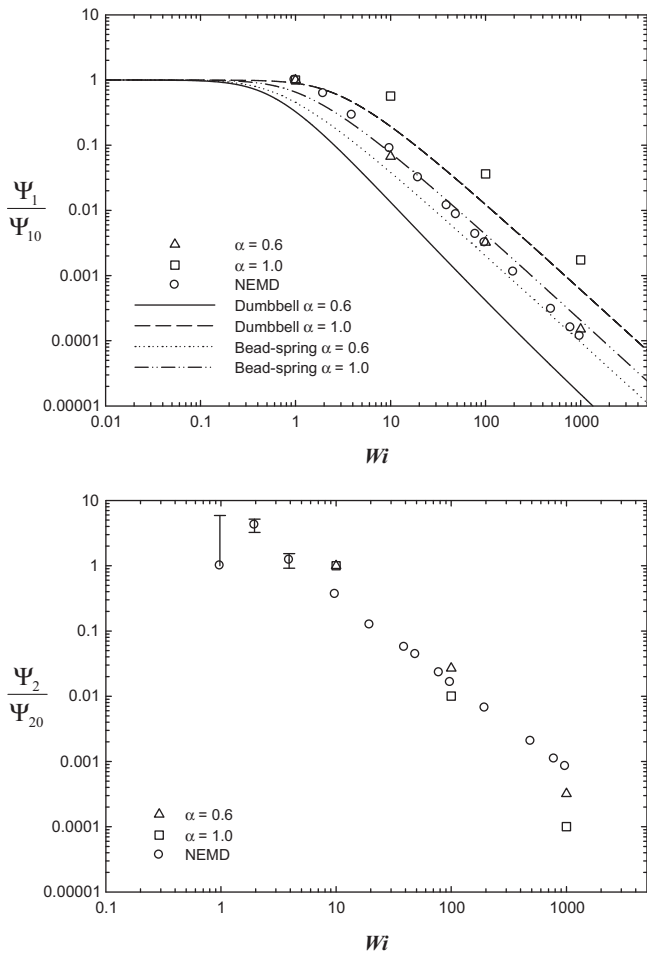 10
1
0.1
0.01
0.001
0.0001
0.00001
Ψ₁
Ψ₁₀
α = 0.6
α = 1.0
NEMD
Dumbbell α = 0.6
Dumbbell α = 1.0
Bead-spring α = 0.6
Bead-spring α = 1.0
0.01 0.1 1 10 100 1000
Wi
10
1
0.1
0.01
0.001
0.0001
0.00001
Ψ₂
Ψ₂₀
α = 0.6
α = 1.0
NEMD
0.1 1 10 100 1000
Wi